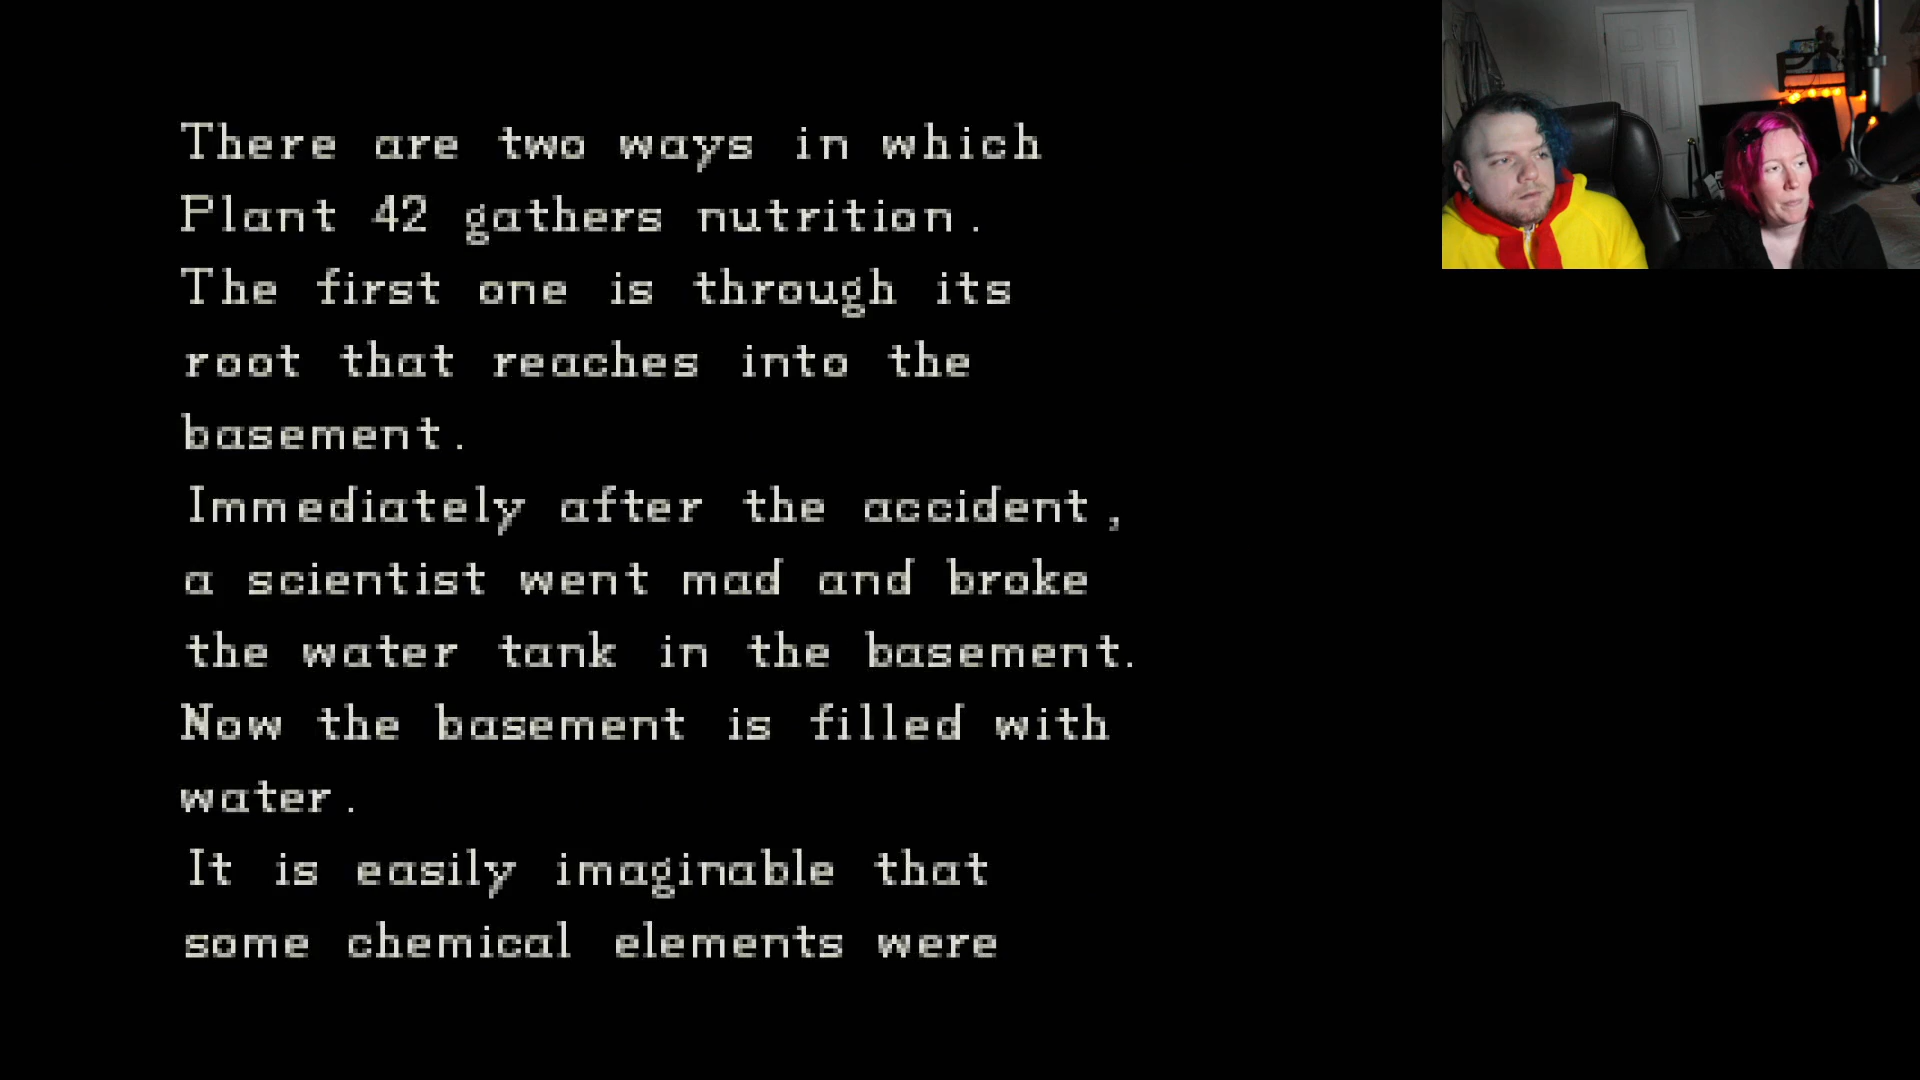 There are two ways in which
Plant 42 gathers nutrition.
The first one is through its
root that reaches into the
basement.
Immediately after the accident,
a scientist went mad and broke
the water tank in the basement.
Now the basement is filled with
water.
It is easily imaginable that
some chemical elements were